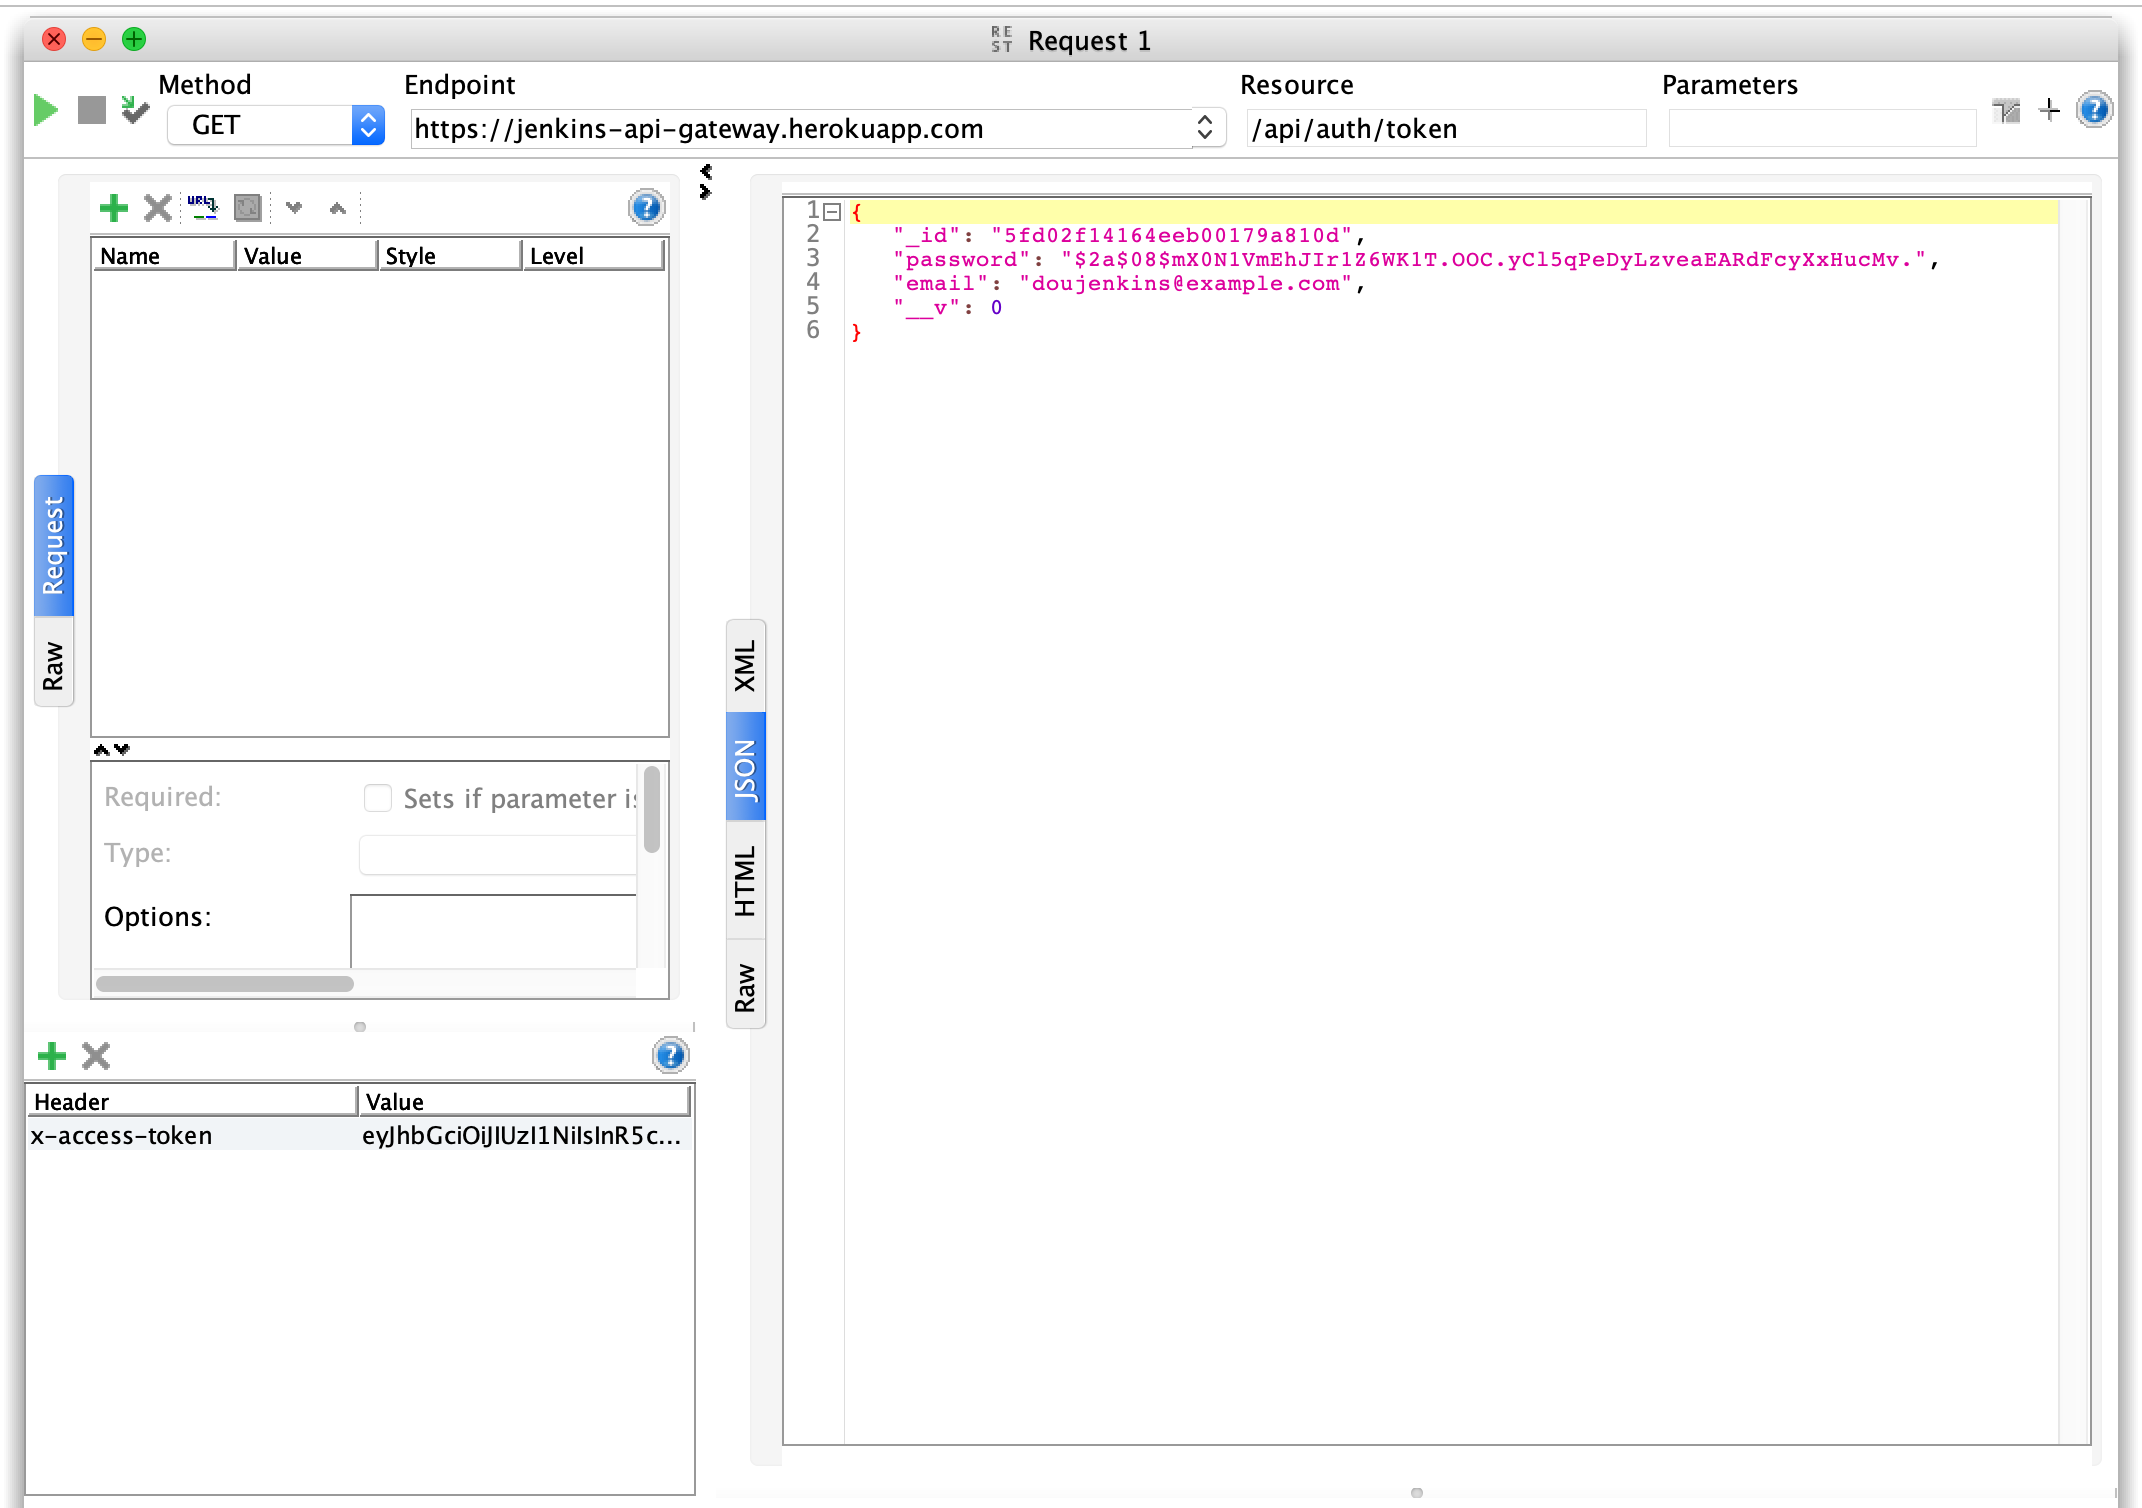 REST Request 1
Method Endpoint Resource Parameters
GET https://jenkins-api-gateway.herokuapp.com /api/auth/token
URL
Name Value Style Level
Request
Raw
Required: Sets if parameter is
Type:
Options:
Header Value
x-access-token eyJhbGciOiJIUzI1NiIsInR5c...
XML
JSON
HTML
Raw
1 {
2 "_id": "5fd02f14164eeb00179a810d",
3 "password": "$2a$08$mX0N1VmEhJIr1Z6WK1T.OOC.yCl5qPeDyLzveaEARdFcyXxHucMv.",
4 "email": "doujenkins@example.com",
5 "__v": 0
6 }